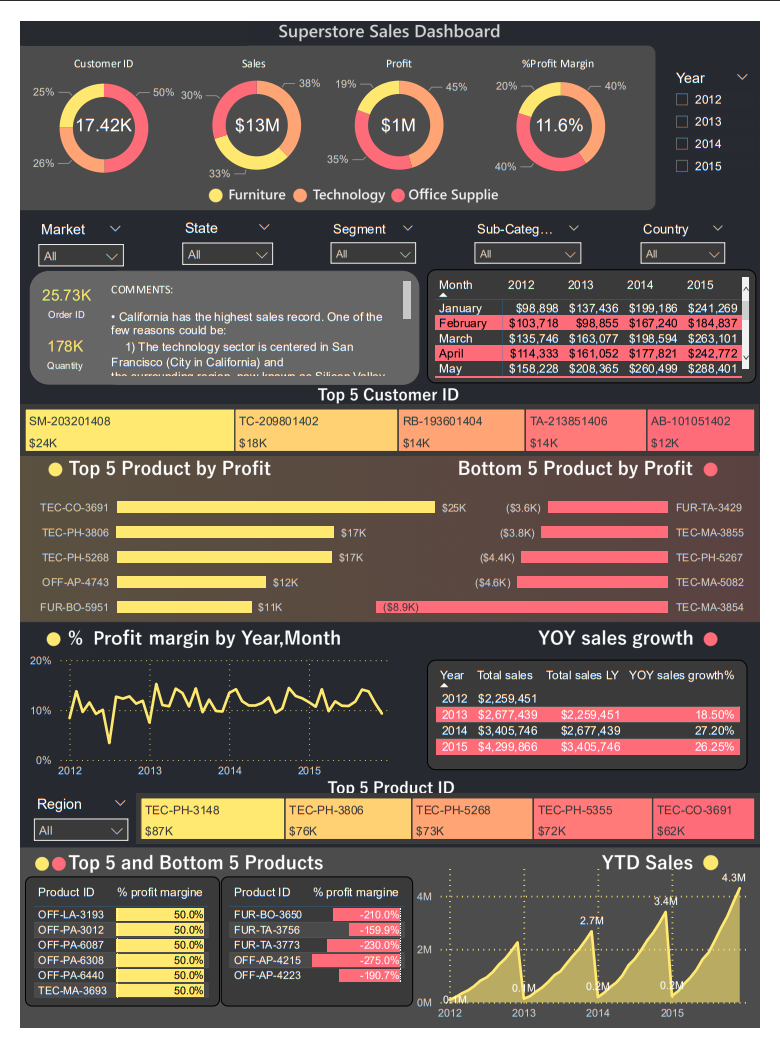 Superstore Sales Dashboard
Customer ID
Sales
Profit
%Profit Margin
25%
50%
26%
17.42K
30%
38%
33%
$13M
19%
45%
35%
$1M
20%
40%
40%
11.6%
Furniture Technology Office Supplie
Year
2012
2013
2014
2015
Market State Segment Sub-Categ... Country
All All All All All
25.73K
Order ID
178K
Quantity
COMMENTS:
• California has the highest sales record. One of the
few reasons could be:
1) The technology sector is centered in San
Francisco (City in California) and
the surrounding region, now known as Silicon Valley
Month 2012 2013 2014 2015
January $98,898 $137,436 $199,186 $241,269
February $103,718 $98,855 $167,240 $184,837
March $135,746 $163,077 $198,594 $263,101
April $114,333 $161,052 $177,821 $242,772
May $158,228 $208,365 $260,499 $288,401
Top 5 Customer ID
SM-203201408 TC-209801402 RB-193601404 TA-213851406 AB-101051402
$24K $18K $14K $14K $12K
Top 5 Product by Profit
TEC-CO-3691 $25K
TEC-PH-3806 $17K
TEC-PH-5268 $17K
OFF-AP-4743 $12K
FUR-BO-5951 $11K
Bottom 5 Product by Profit
($3.6K) FUR-TA-3429
($3.8K) TEC-MA-3855
($4.4K) TEC-PH-5267
($4.6K) TEC-MA-5082
($8.9K) TEC-MA-3854
% Profit margin by Year,Month
20%
10%
0%
2012 2013 2014 2015
YOY sales growth
Year Total sales Total sales LY YOY sales growth%
2012 $2,259,451
2013 $2,677,439 $2,259,451 18.50%
2014 $3,405,746 $2,677,439 27.20%
2015 $4,299,866 $3,405,746 26.25%
Region
All
Top 5 Product ID
TEC-PH-3148 TEC-PH-3806 TEC-PH-5268 TEC-PH-5355 TEC-CO-3691
$87K $76K $73K $72K $62K
Top 5 and Bottom 5 Products
Product ID % profit margine
OFF-LA-3193 50.0%
OFF-PA-3012 50.0%
OFF-PA-6087 50.0%
OFF-PA-6308 50.0%
OFF-PA-6440 50.0%
TEC-MA-3693 50.0%
Product ID % profit margine
FUR-BO-3650 -210.0%
FUR-TA-3756 -159.9%
FUR-TA-3773 -230.0%
OFF-AP-4215 -275.0%
OFF-AP-4223 -190.7%
YTD Sales
4.3M
4M
3.4M
2.7M
2M
0M
0.1M 0.1M 0.2M 0.2M
2012 2013 2014 2015